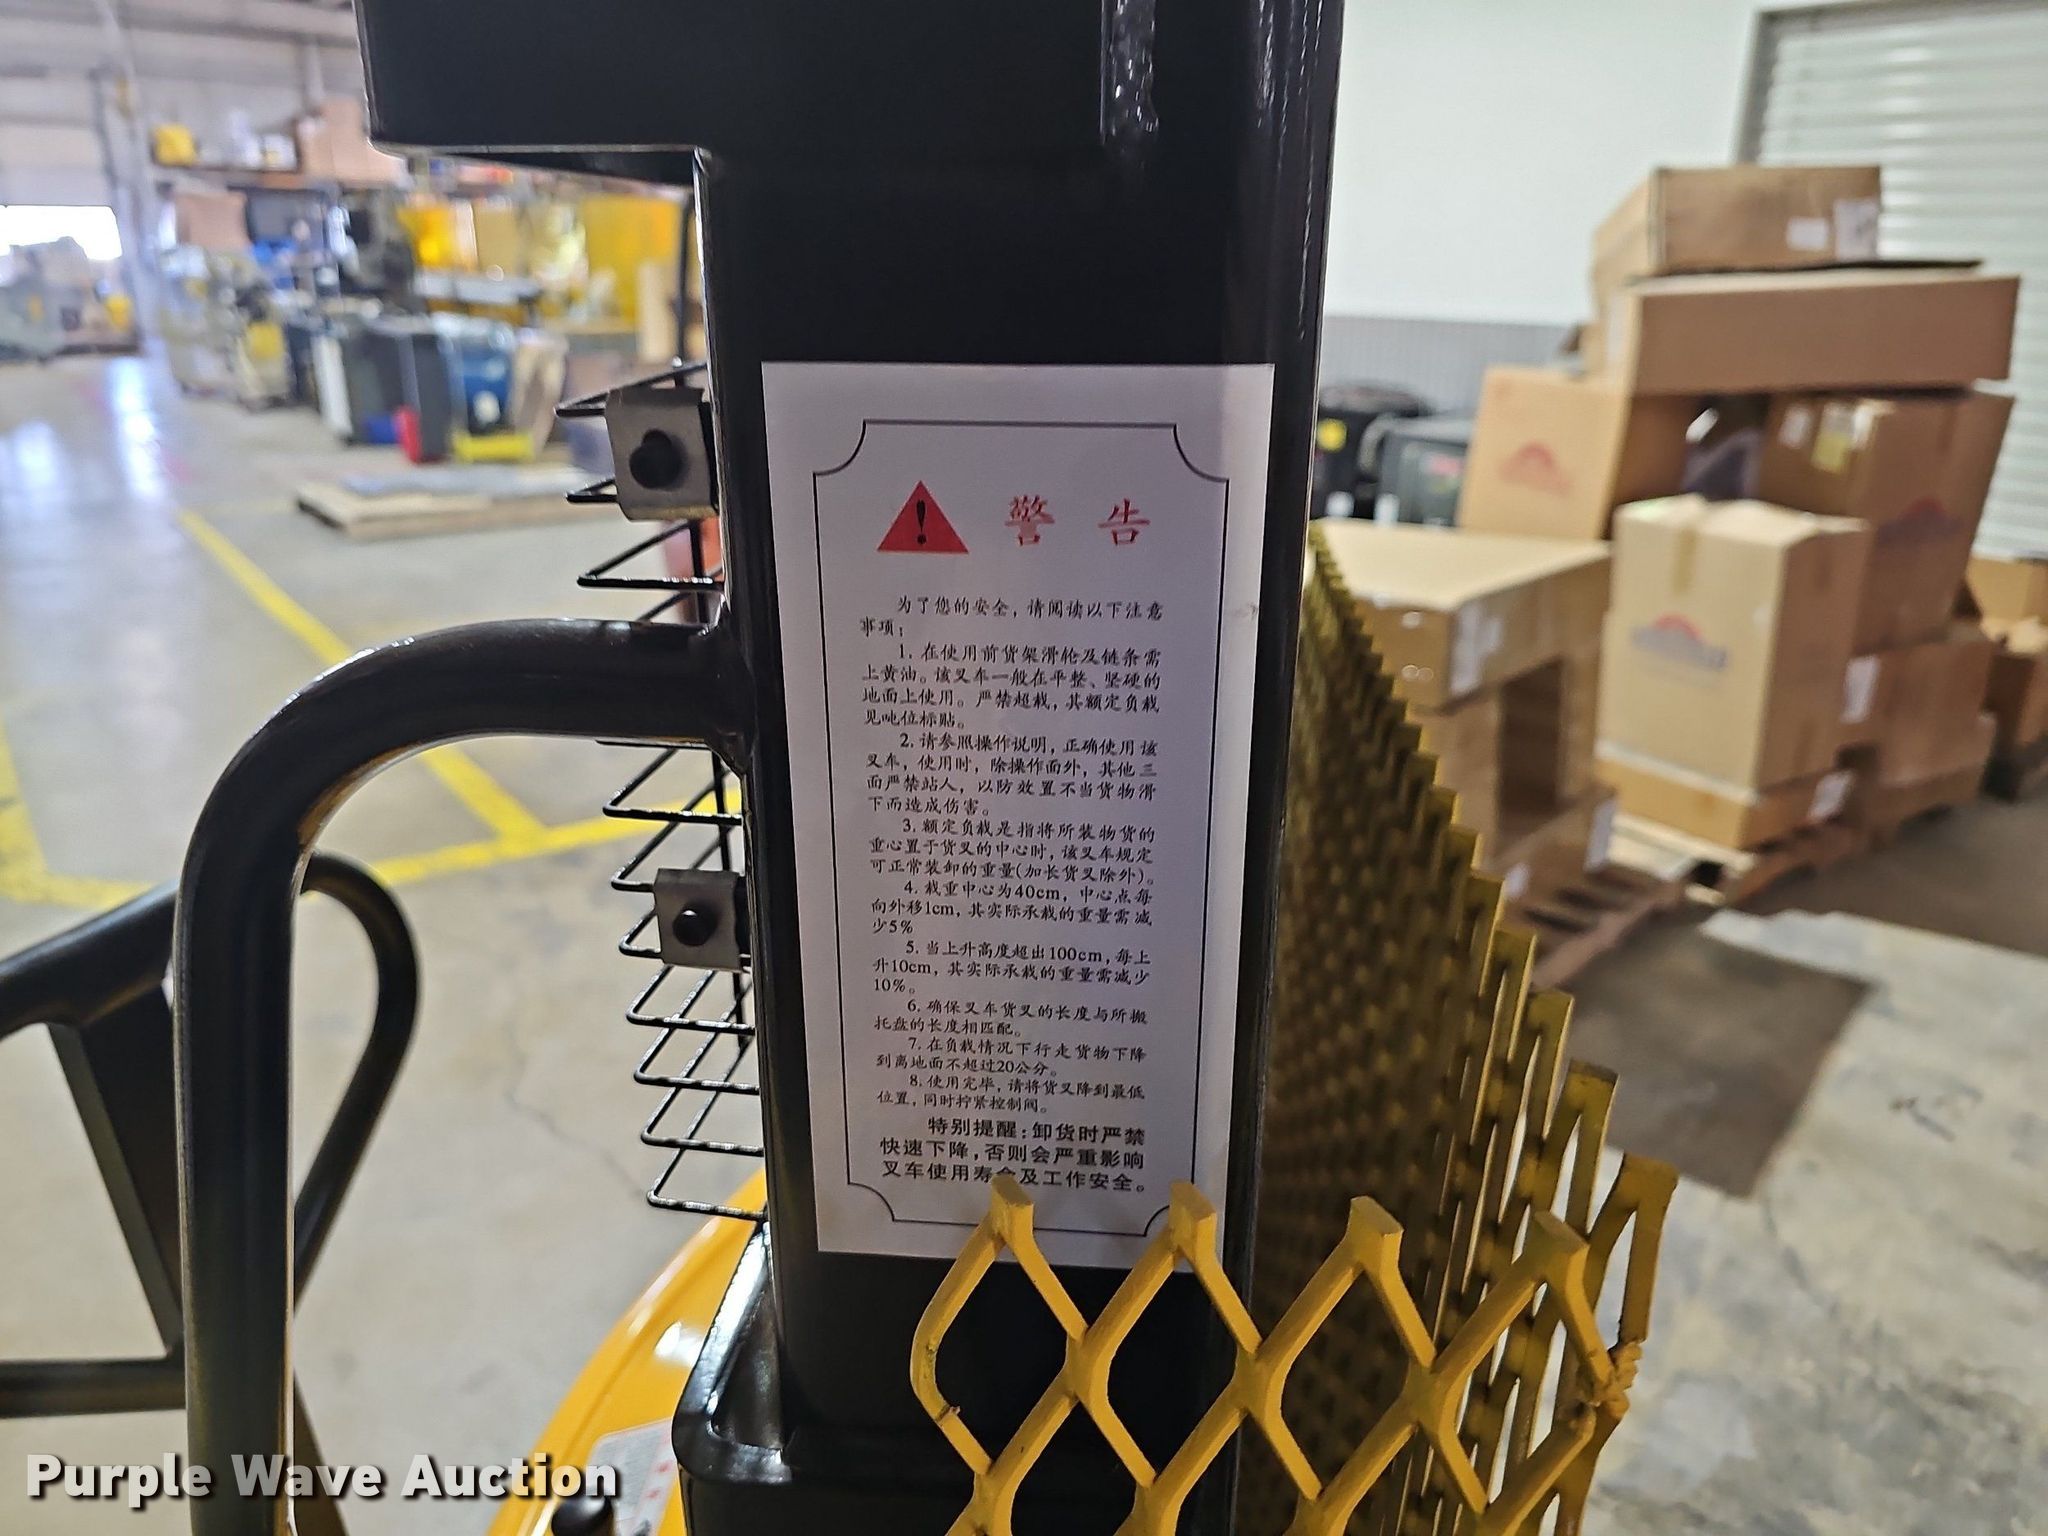 警 告
为了您的安全，请阅读以下注意
事项：
1. 在使用前货架滑轮及链条需
上黄油。该叉车一般在平整、坚硬的
地面上使用。严禁超载，其额定负载
见吨位标贴。
2. 请参照操作说明，正确使用该
叉车，使用时，除操作面外，其他三
面严禁站人，以防放置不当货物滑
下而造成伤害。
3. 额定负载是指将所装物货的
重心置于货叉的中心时，该叉车规定
可正常装卸的重量(加长货叉除外)。
4. 载重中心为40cm，中心点每
向外移1cm，其实际承载的重量需减
少5%
5. 当上升高度超出100cm，每上
升10cm，其实际承载的重量需减少
10%。
6. 确保叉车货叉的长度与所搬
托盘的长度相匹配。
7. 在负载情况下行走货物下降
到离地面不超过20公分。
8. 使用完毕，请将货叉降到最低
位置，同时拧紧控制阀。
特别提醒：卸货时严禁
快速下降，否则会严重影响
叉车使用寿命及工作安全。
Purple Wave Auction